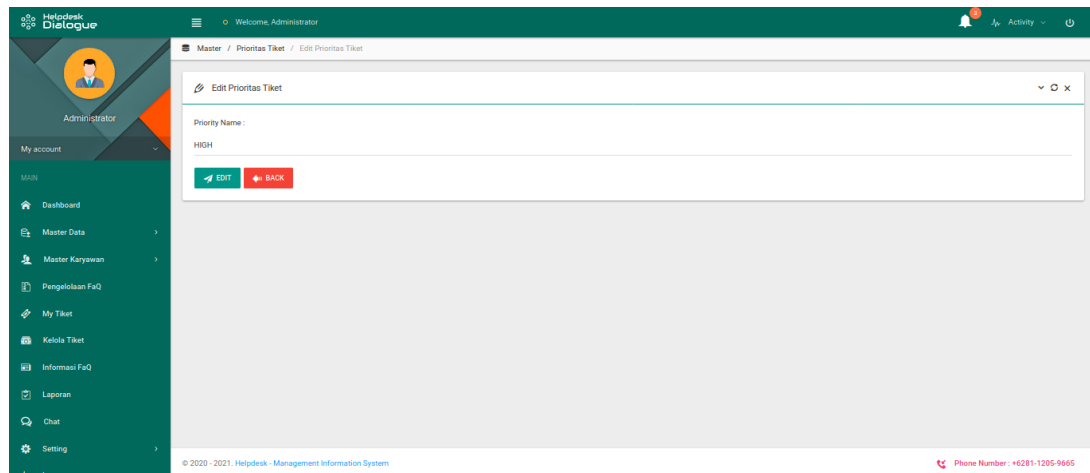 Helpdesk
Dialogue
Welcome, Administrator
2
Activity
Administrator
My account
MAIN
Dashboard
Master Data
Master Karyawan
Pengelolaan FaQ
My Tiket
Kelola Tiket
Informasi FaQ
Laporan
Chat
Setting
Master / Prioritas Tiket / Edit Prioritas Tiket
Edit Prioritas Tiket
Priority Name :
HIGH
EDIT BACK
© 2020 - 2021. Helpdesk - Management Information System
Phone Number : +6281-1205-9665